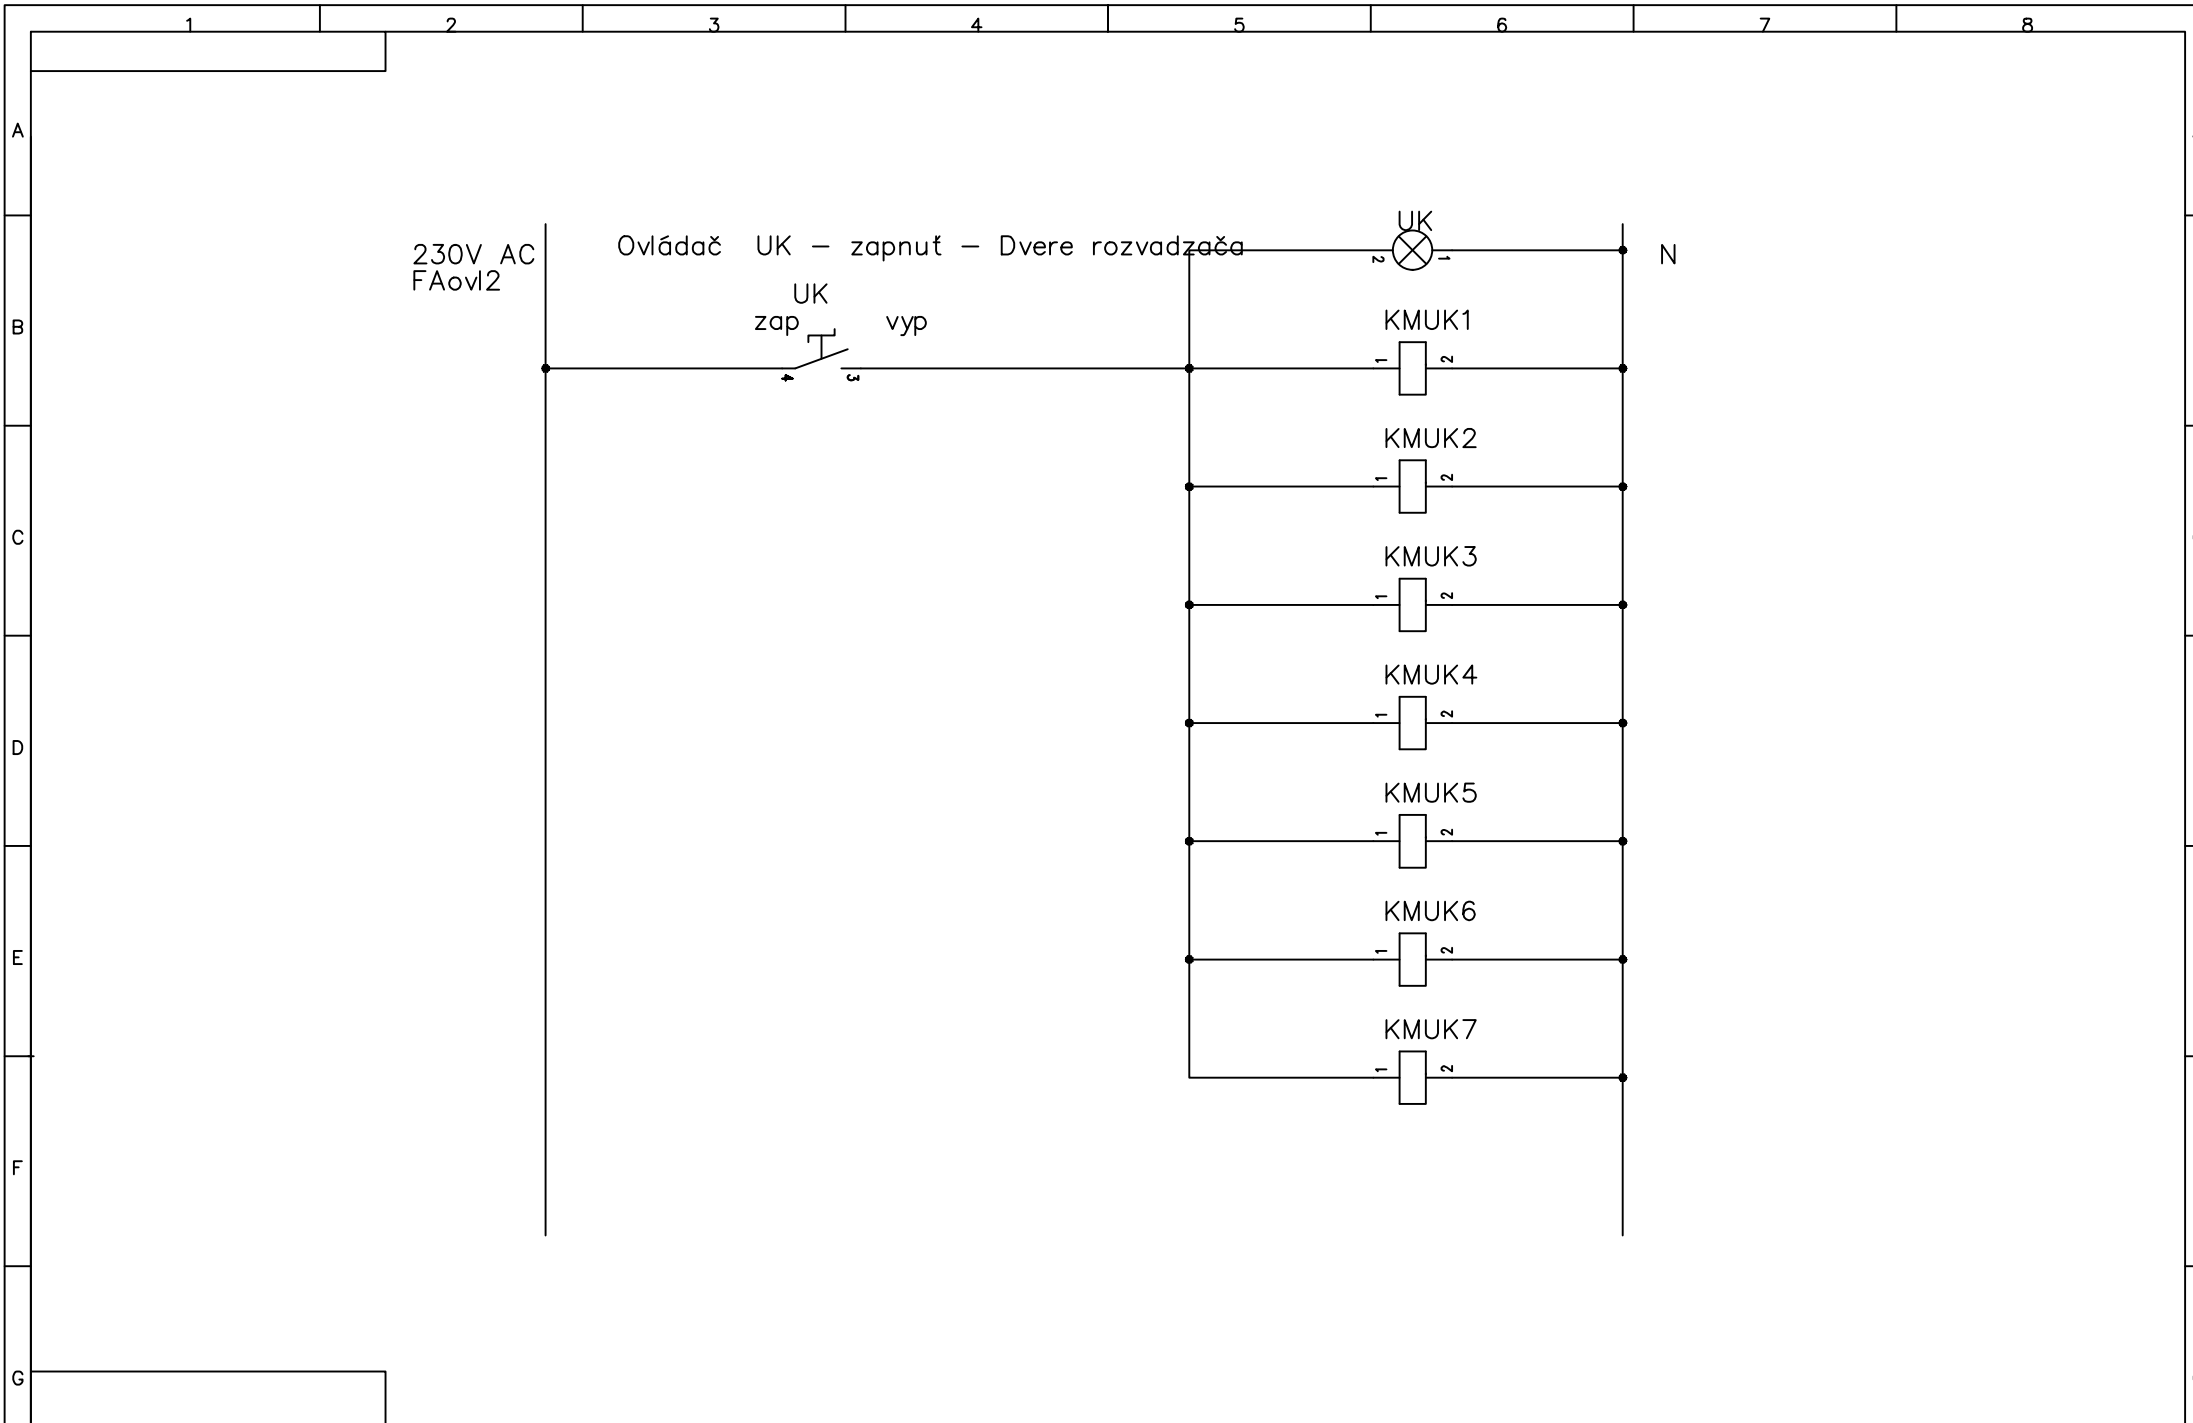 1 2 3 4 5 6 7 8
A
UK
230V AC Ovládač UK – zapnuť – Dvere rozvadzača 2 1 N
FAovl2
UK
B zap vyp KMUK1
1 2
4 3
KMUK2
1 2
C
KMUK3
1 2
KMUK4
1 2
D
KMUK5
1 2
KMUK6
E 1 2
KMUK7
1 2
F
G